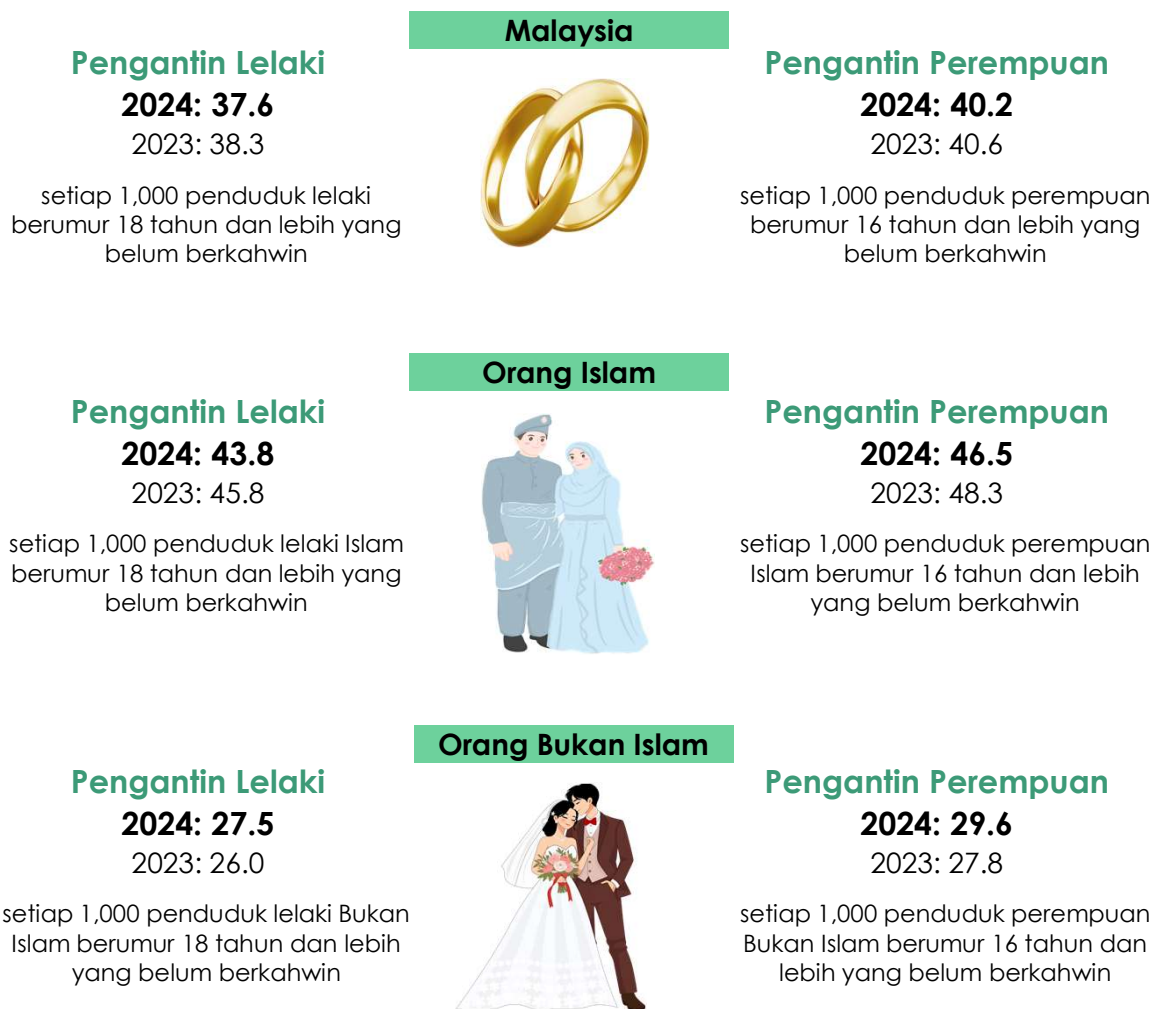 Malaysia
Pengantin Lelaki
2024: 37.6
2023: 38.3
setiap 1,000 penduduk lelaki
berumur 18 tahun dan lebih yang
belum berkahwin
Pengantin Perempuan
2024: 40.2
2023: 40.6
setiap 1,000 penduduk perempuan
berumur 16 tahun dan lebih yang
belum berkahwin
Orang Islam
Pengantin Lelaki
2024: 43.8
2023: 45.8
setiap 1,000 penduduk lelaki Islam
berumur 18 tahun dan lebih yang
belum berkahwin
Pengantin Perempuan
2024: 46.5
2023: 48.3
setiap 1,000 penduduk perempuan
Islam berumur 16 tahun dan lebih
yang belum berkahwin
Orang Bukan Islam
Pengantin Lelaki
2024: 27.5
2023: 26.0
setiap 1,000 penduduk lelaki Bukan
Islam berumur 18 tahun dan lebih
yang belum berkahwin
Pengantin Perempuan
2024: 29.6
2023: 27.8
setiap 1,000 penduduk perempuan
Bukan Islam berumur 16 tahun dan
lebih yang belum berkahwin